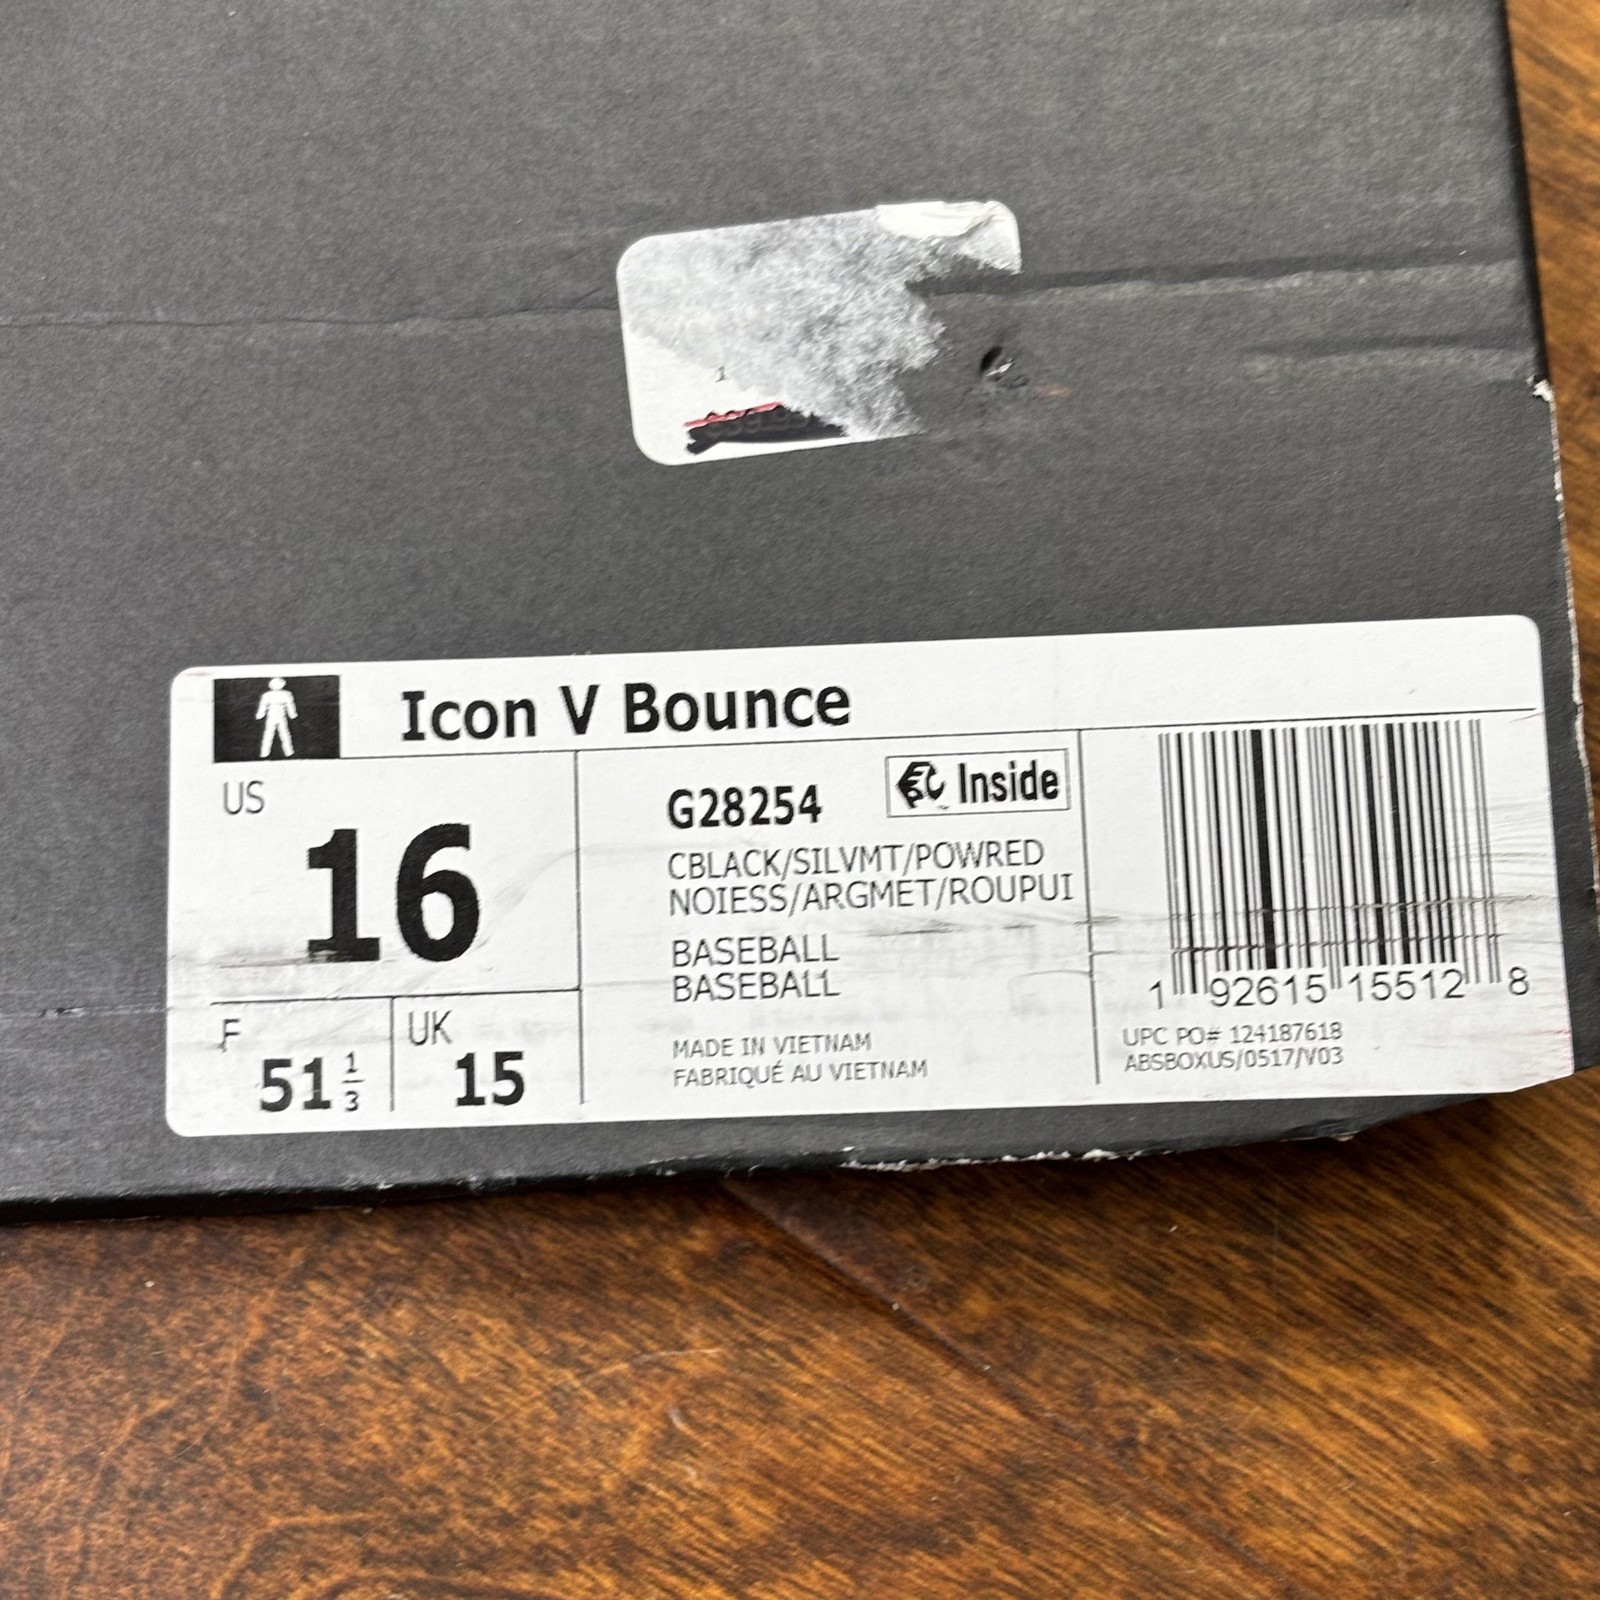 1
Icon V Bounce
US
16
G28254
Inside
CBLACK/SILVMT/POWRED
NOIESS/ARGMET/ROUPUI
BASEBALL
BASEBALL
F
51 1/3
UK
15
MADE IN VIETNAM
FABRIQUÉ AU VIETNAM
1 92615 15512 8
UPC PO# 124187618
ABSBOXUS/0517/V03